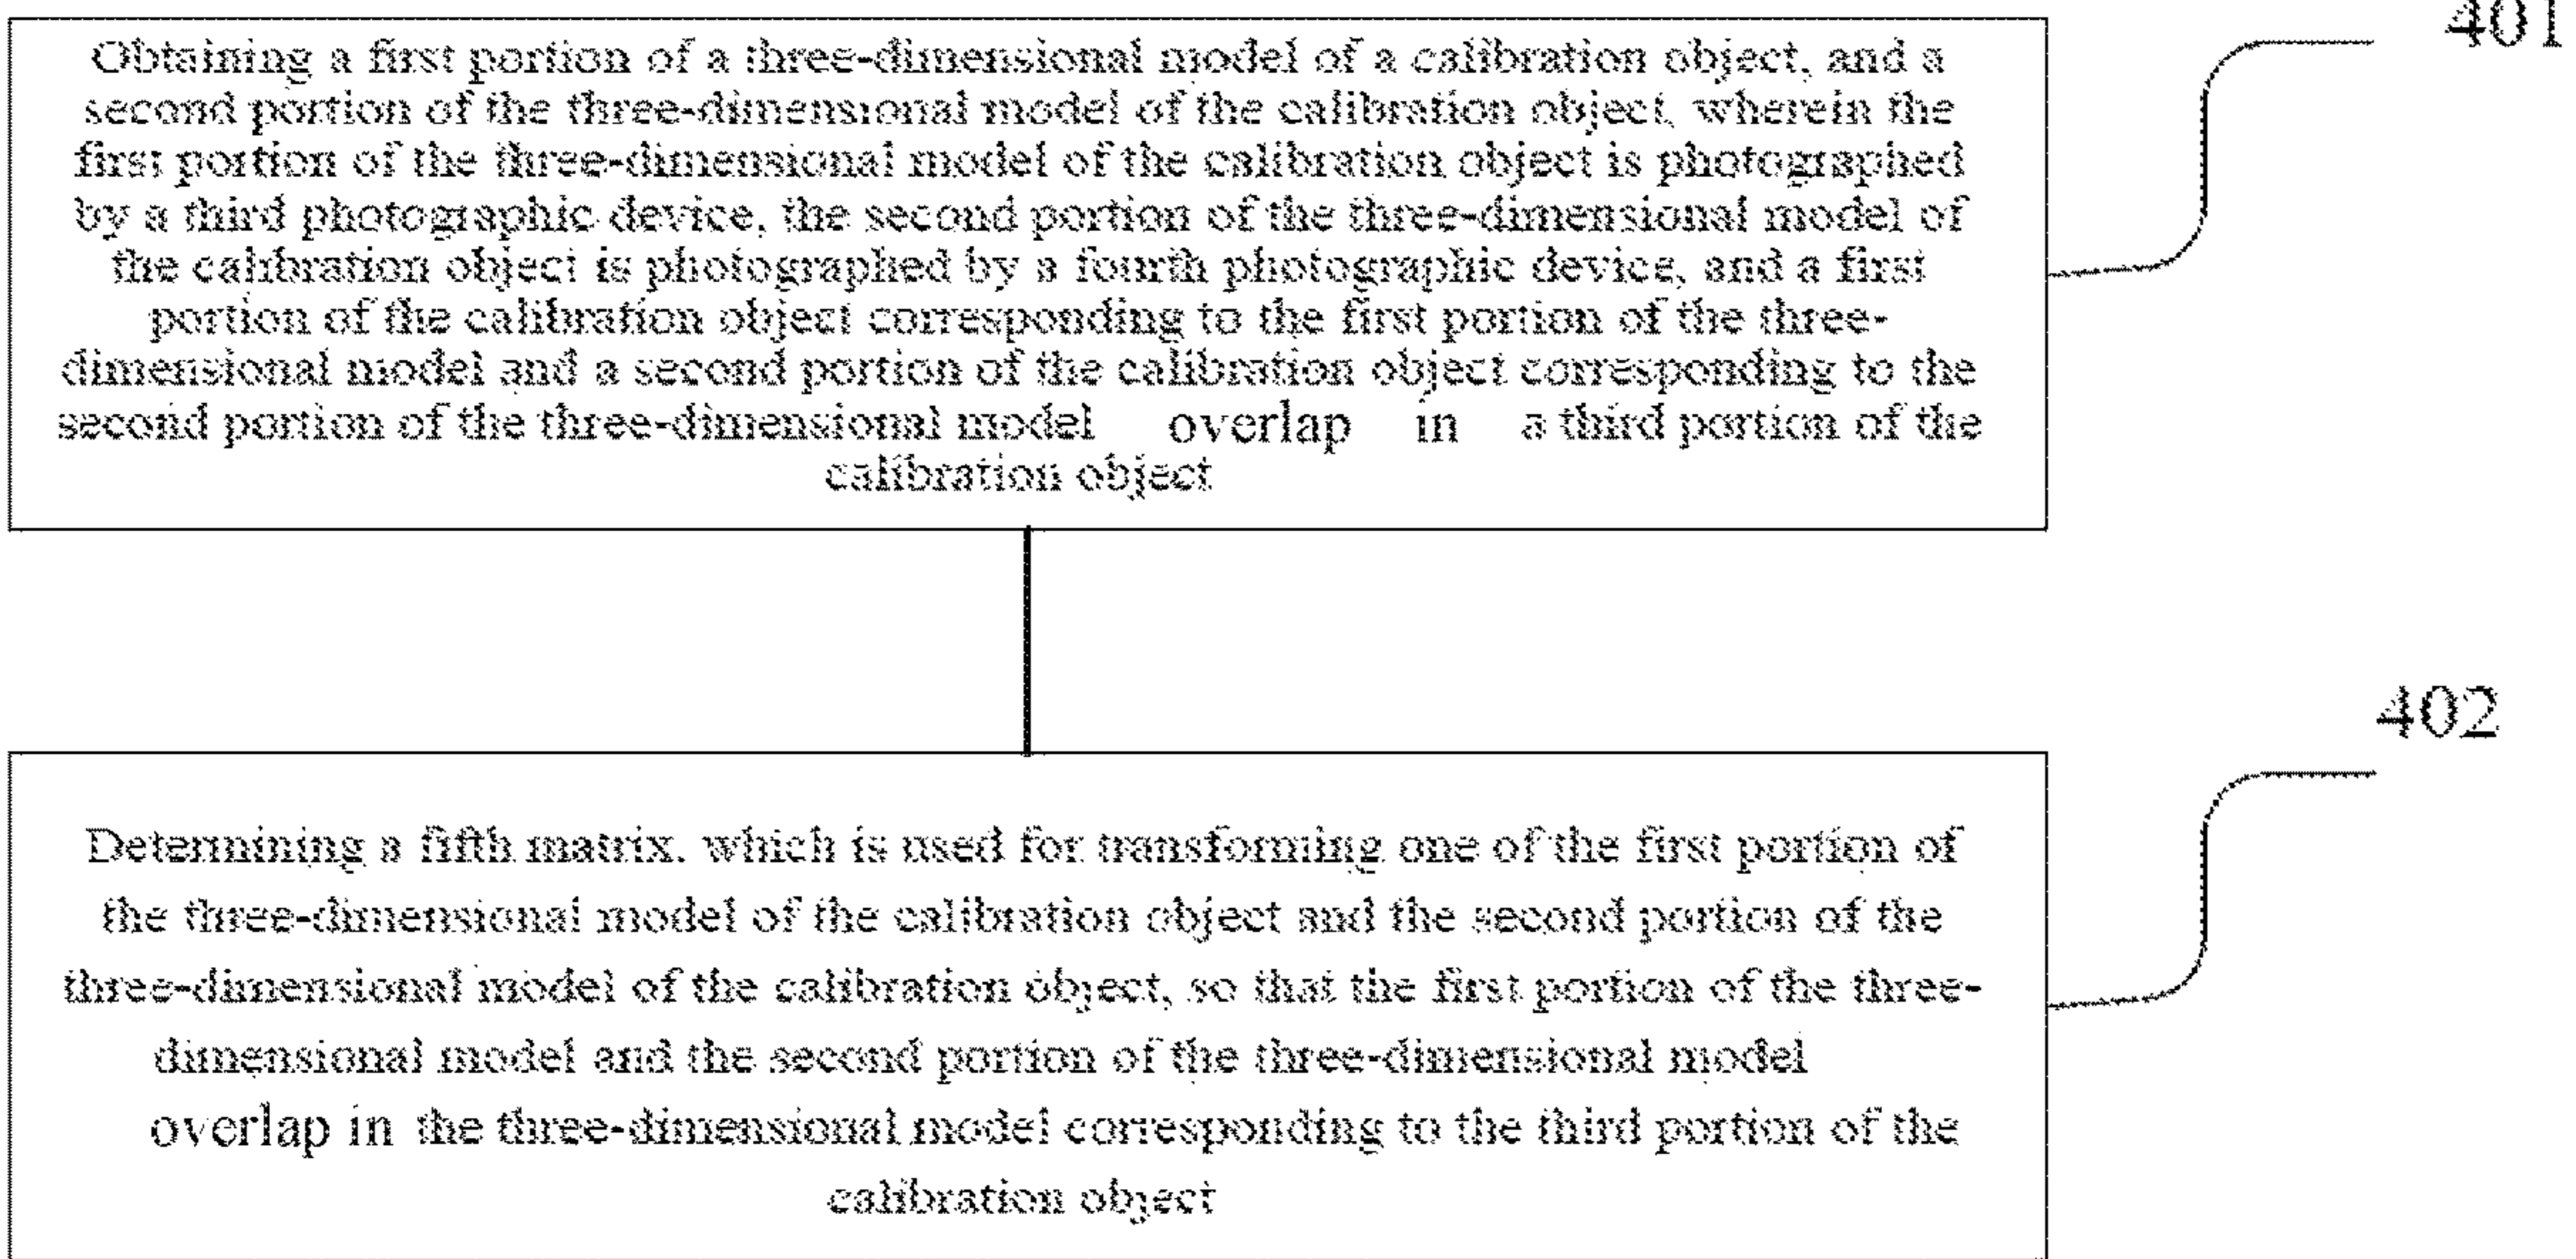 401
Obtaining a first portion of a three-dimensional model of a calibration object, and a
second portion of the three-dimensional model of the calibration object, wherein the
first portion of the three-dimensional model of the calibration object is photographed
by a third photographic device, the second portion of the three-dimensional model of
the calibration object is photographed by a fourth photographic device, and a first
portion of the calibration object corresponding to the first portion of the three-
dimensional model and a second portion of the calibration object corresponding to the
second portion of the three-dimensional model overlap in a third portion of the
calibration object
402
Determining a fifth matrix, which is used for transforming one of the first portion of
the three-dimensional model of the calibration object and the second portion of the
three-dimensional model of the calibration object, so that the first portion of the three-
dimensional model and the second portion of the three-dimensional model
overlap in the three-dimensional model corresponding to the third portion of the
calibration object